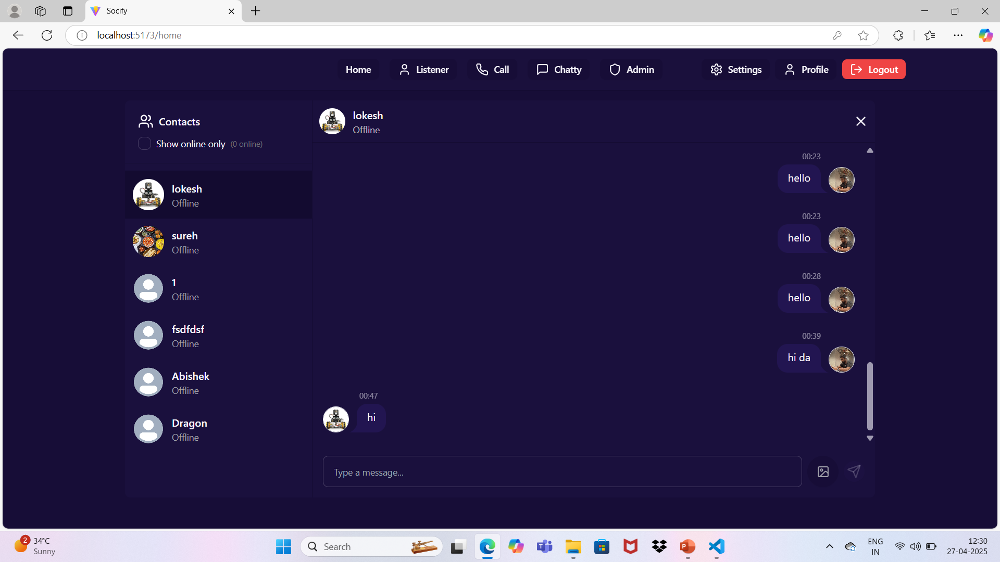 Socify
localhost:5173/home
Home
Listener
Call
Chatty
Admin
Settings
Profile
Logout
Contacts
Show online only (0 online)
lokesh
Offline
sureh
Offline
1
Offline
fsdfdsf
Offline
Abishek
Offline
Dragon
Offline
lokesh
Offline
00:23
hello
00:23
hello
00:28
hello
00:39
hi da
00:47
hi
Type a message...
2
34°C
Sunny
Search
ENG
IN
12:30
27-04-2025